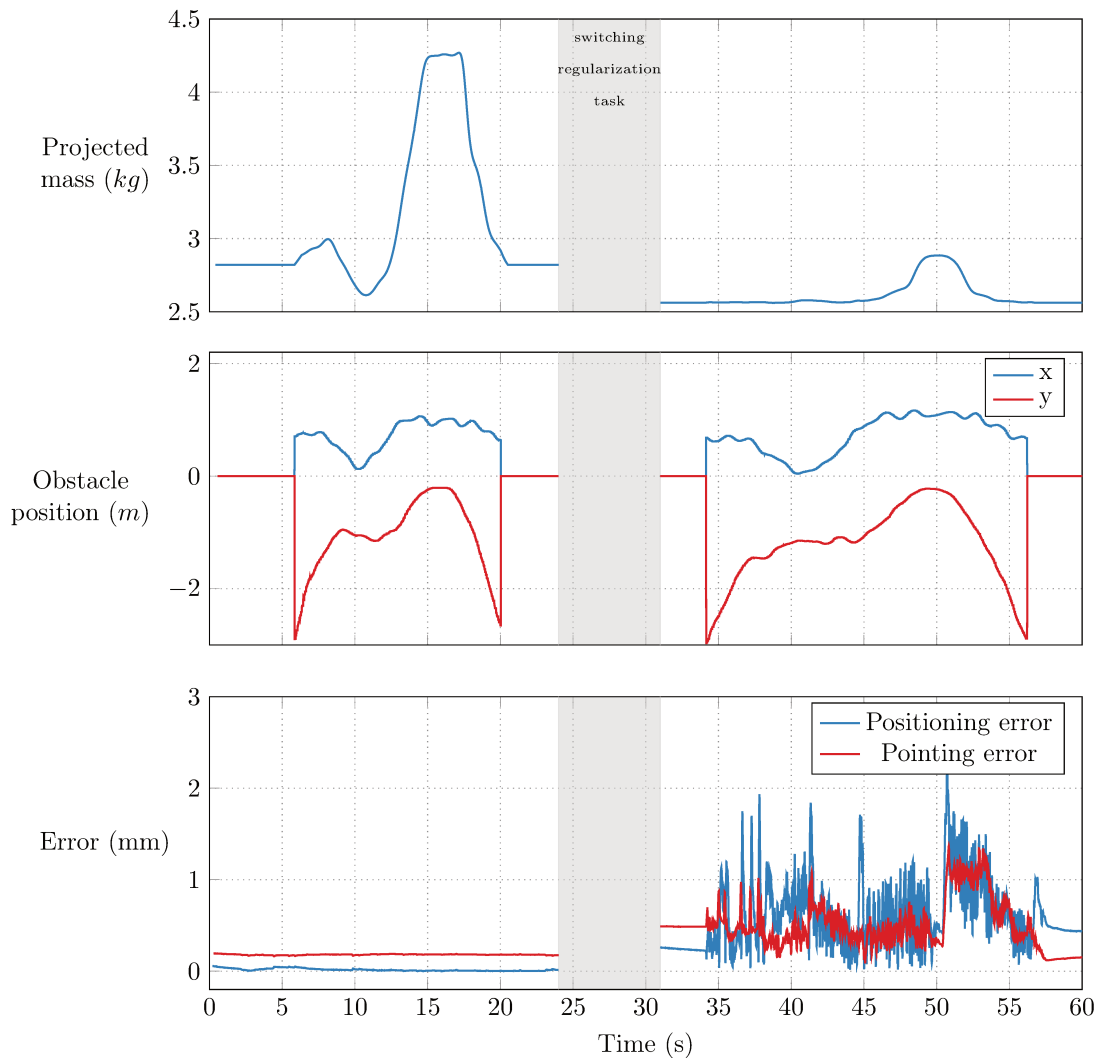 4.5
4
3.5
3
2.5
Projected
mass (kg)
switching
regularization
task
2
0
−2
Obstacle
position (m)
x
y
3
2
1
0
Error (mm)
Positioning error
Pointing error
0 5 10 15 20 25 30 35 40 45 50 55 60
Time (s)